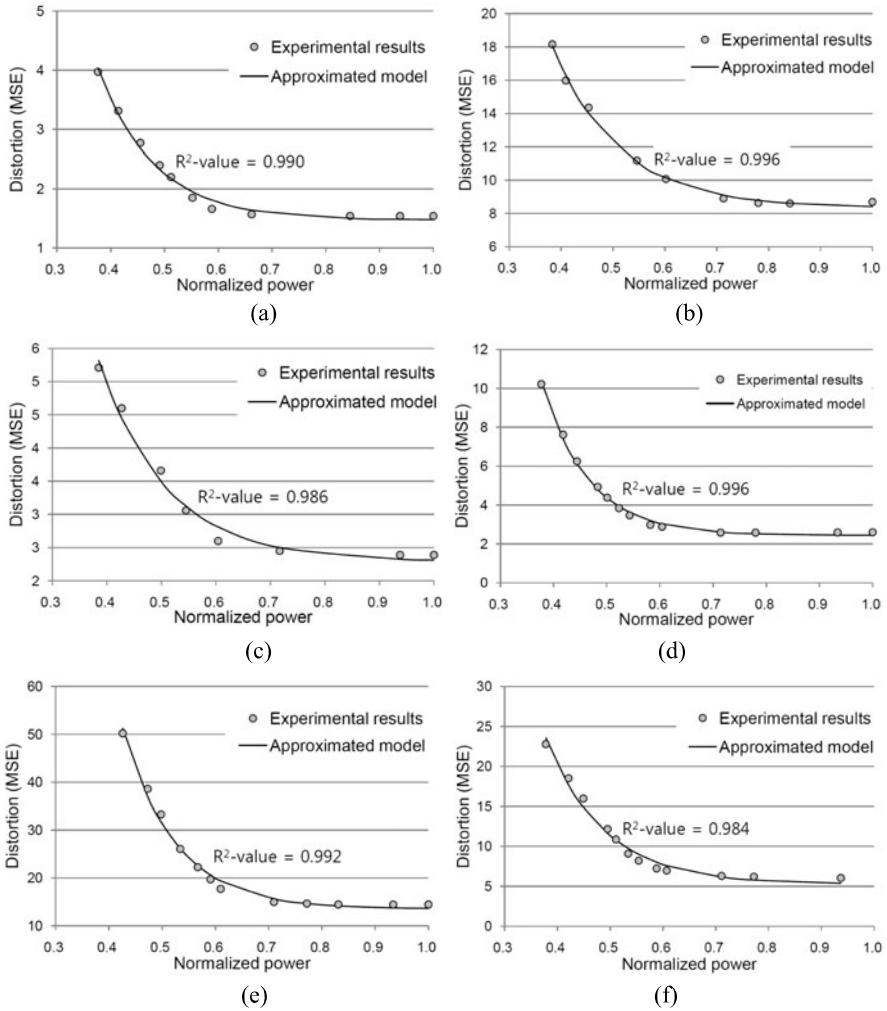 5
4
3
2
1
Distortion (MSE)
Experimental results
Approximated model
R²-value = 0.990
0.3 0.4 0.5 0.6 0.7 0.8 0.9 1.0
Normalized power
(a)
20
18
16
14
12
10
8
6
Distortion (MSE)
Experimental results
Approximated model
R²-value = 0.996
0.3 0.4 0.5 0.6 0.7 0.8 0.9 1.0
Normalized power
(b)
6
5
5
4
4
3
3
2
Distortion (MSE)
Experimental results
Approximated model
R²-value = 0.986
0.3 0.4 0.5 0.6 0.7 0.8 0.9 1.0
Normalized power
(c)
12
10
8
6
4
2
0
Distortion (MSE)
Experimental results
Approximated model
R²-value = 0.996
0.3 0.4 0.5 0.6 0.7 0.8 0.9 1.0
Normalized power
(d)
60
50
40
30
20
10
Distortion (MSE)
Experimental results
Approximated model
R²-value = 0.992
0.3 0.4 0.5 0.6 0.7 0.8 0.9 1.0
Normalized power
(e)
30
25
20
15
10
5
0
Distortion (MSE)
Experimental results
Approximated model
R²-value = 0.984
0.3 0.4 0.5 0.6 0.7 0.8 0.9 1.0
Normalized power
(f)